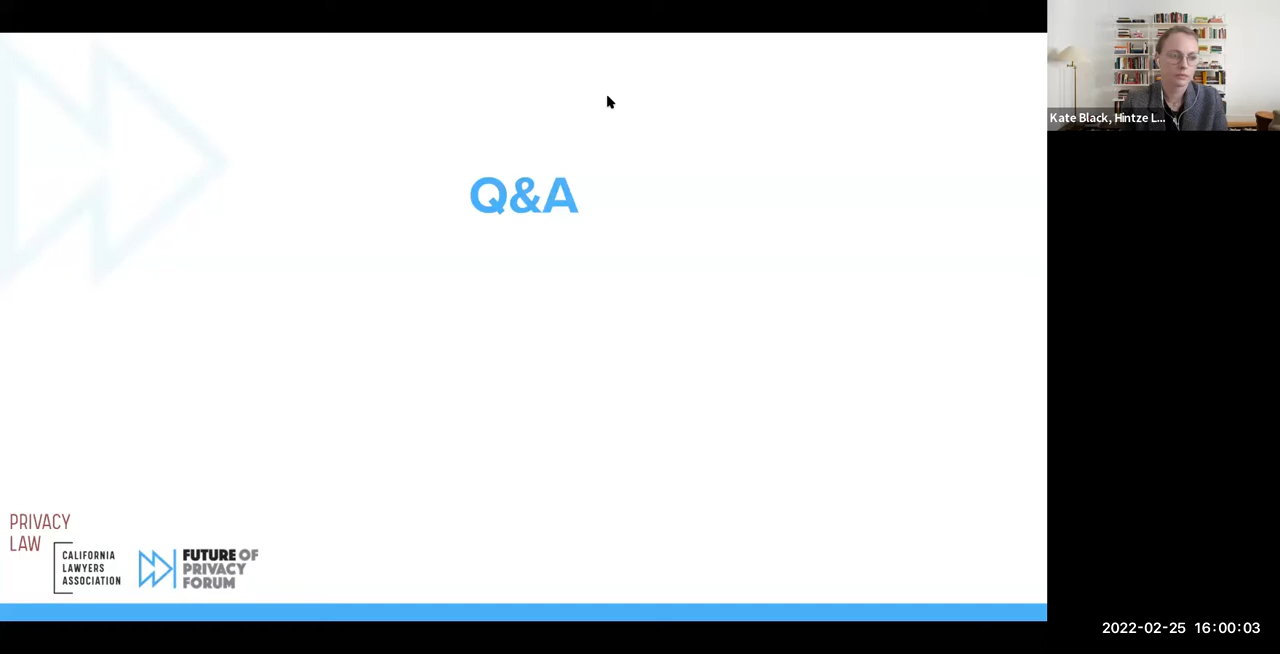 Kate Black, Hintze L...
Q&A
PRIVACY
LAW
CALIFORNIA
LAWYERS
ASSOCIATION
FUTURE OF
PRIVACY
FORUM
2022-02-25 16:00:03